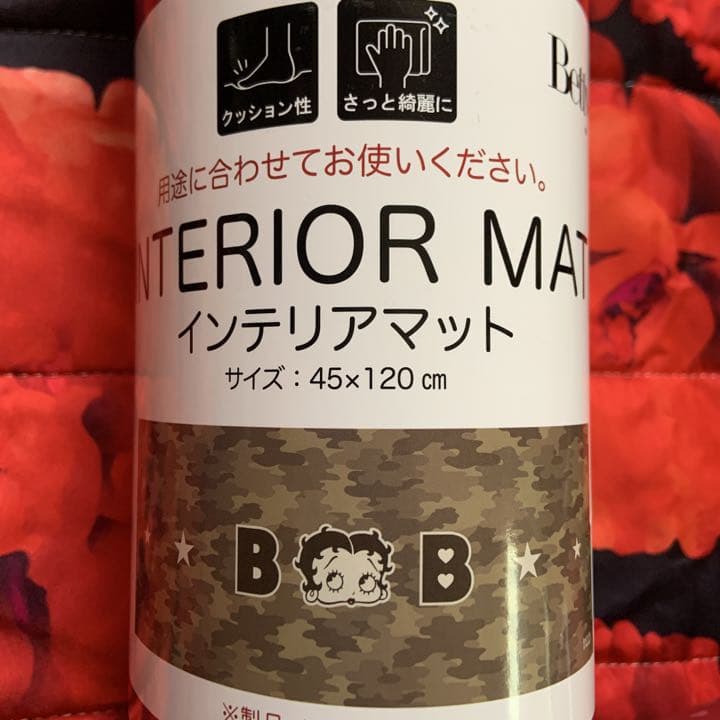 クッション性
さっと綺麗に
Bett
用途に合わせてお使いください。
INTERIOR MAT
インテリアマット
サイズ：45×120㎝
B B